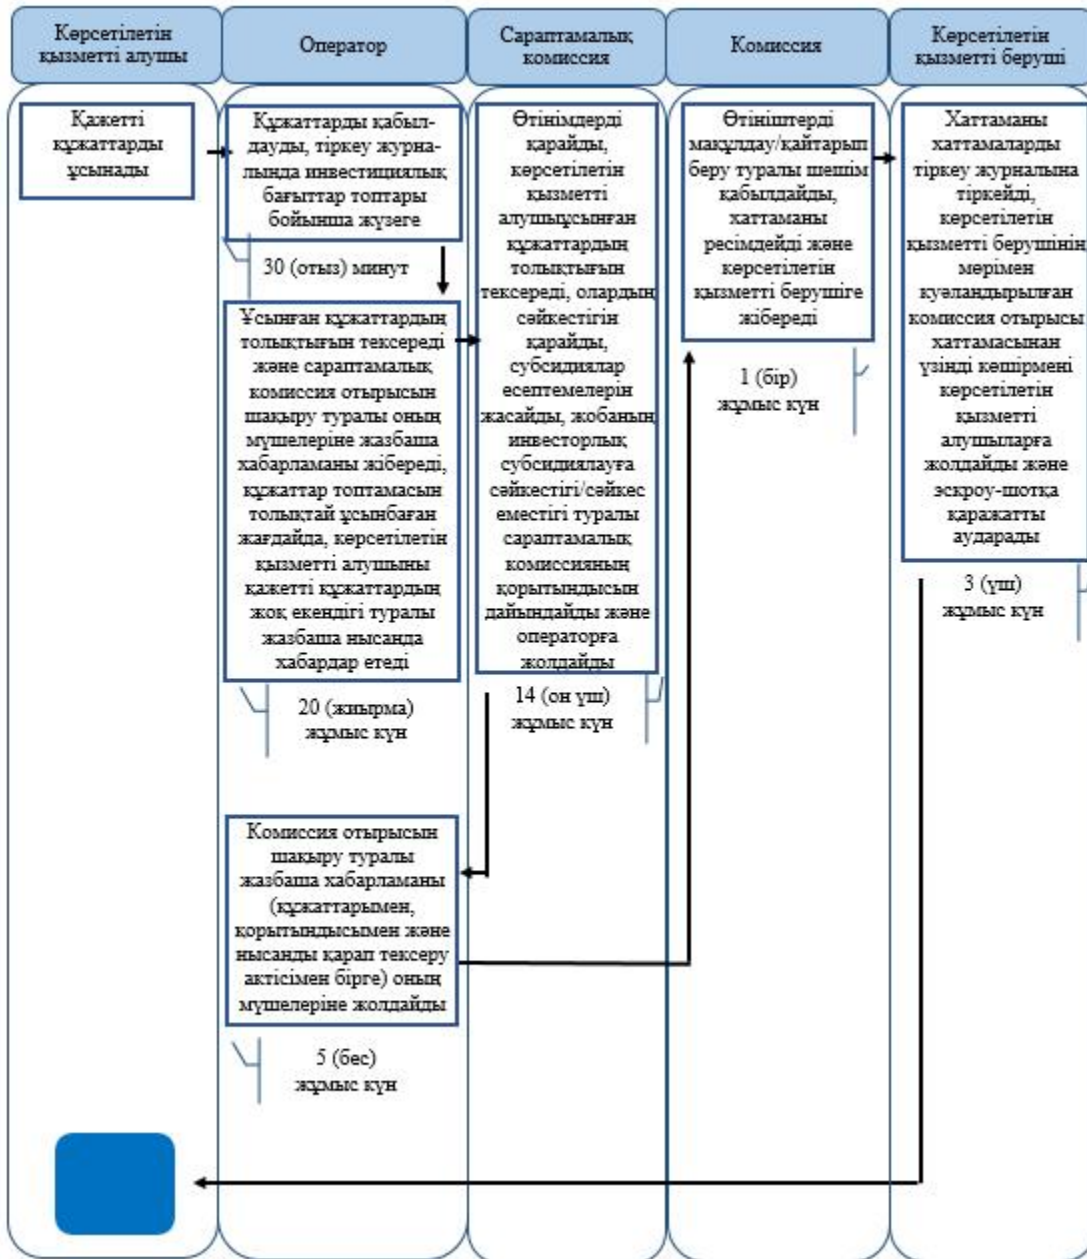 Көрсетілетін
қызметті алушы
Оператор
Сараптамалық
комиссия
Комиссия
Көрсетілетін
қызметті беруші
Қажетті
құжаттарды
ұсынады
Құжаттарды қабыл-
дауды, тіркеу журна-
лында инвестициялық
бағыттар топтары
бойынша жүзеге
30 (отыз) минут
Ұсынған құжаттардың
толықтығын тексереді
және сараптамалық
комиссия отырысын
шақыру туралы оның
мүшелеріне жазбаша
хабарламаны жібереді,
құжаттар топтамасын
толықтай ұсынбаған
жағдайда, көрсетілетін
қызметті алушыны
қажетті құжаттардың
жоқ екендігі туралы
жазбаша нысанда
хабардар етеді
20 (жиырма)
жұмыс күн
Комиссия отырысын
шақыру туралы
жазбаша хабарламаны
(құжаттарымен,
қорытындысымен және
нысанды қарап тексеру
актісімен бірге) оның
мүшелеріне жолдайды
5 (бес)
жұмыс күн
Өтінімдерді
қарайды,
көрсетілетін
қызметті
алушыұсынған
құжаттардың
толықтығын
тексереді, олардың
сәйкестігін
қарайды,
субсидиялар
есептемелерін
жасайды, жобаның
инвесторлық
субсидиялауға
сәйкестігі/сәйкес
еместігі туралы
сараптамалық
комиссияның
қорытындысын
дайындайды және
операторға
жолдайды
14 (он үш)
жұмыс күн
Өтініштерді
мақұлдау/қайтарып
беру туралы шешім
қабылдайды,
хаттаманы
ресімдейді және
көрсетілетін
қызметті берушіге
жібереді
1 (бір)
жұмыс күн
Хаттаманы
хаттамаларды
тіркеу журналына
тіркейді,
көрсетілетін
қызметті берушінің
мөрімен
куәландырылған
комиссия отырысы
хаттамасынан
үзінді көшірмені
көрсетілетін
қызметті
алушыларға
жолдайды және
эскроу-шотқа
қаражатты
аударады
3 (үш)
жұмыс күн